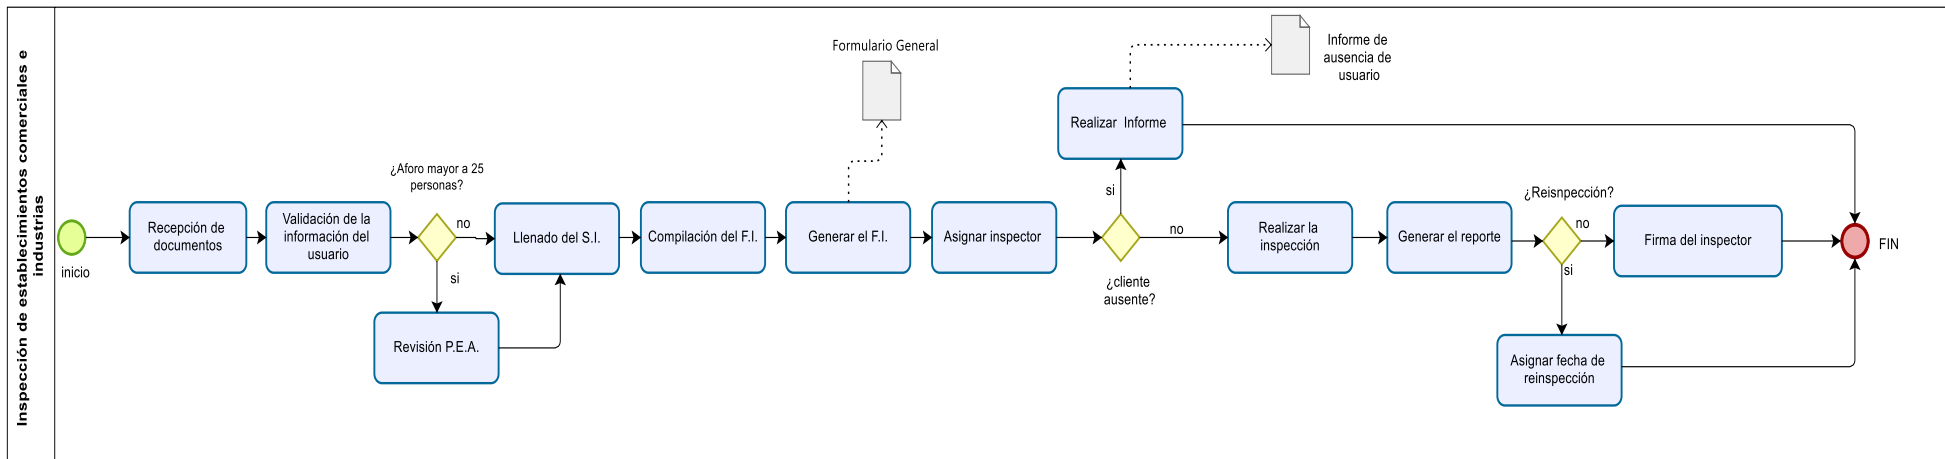 Inspección de establecimientos comerciales e
industrias
inicio
Recepción de
documentos
Validación de la
información del
usuario
¿Aforo mayor a 25
personas?
no
si
Revisión P.E.A.
Llenado del S.I.
Compilación del F.I.
Generar el F.I.
Formulario General
Asignar inspector
¿cliente
ausente?
si
no
Realizar Informe
Informe de
ausencia de
usuario
Realizar la
inspección
Generar el reporte
¿Reisnpección?
no
si
Firma del inspector
Asignar fecha de
reinspección
FIN